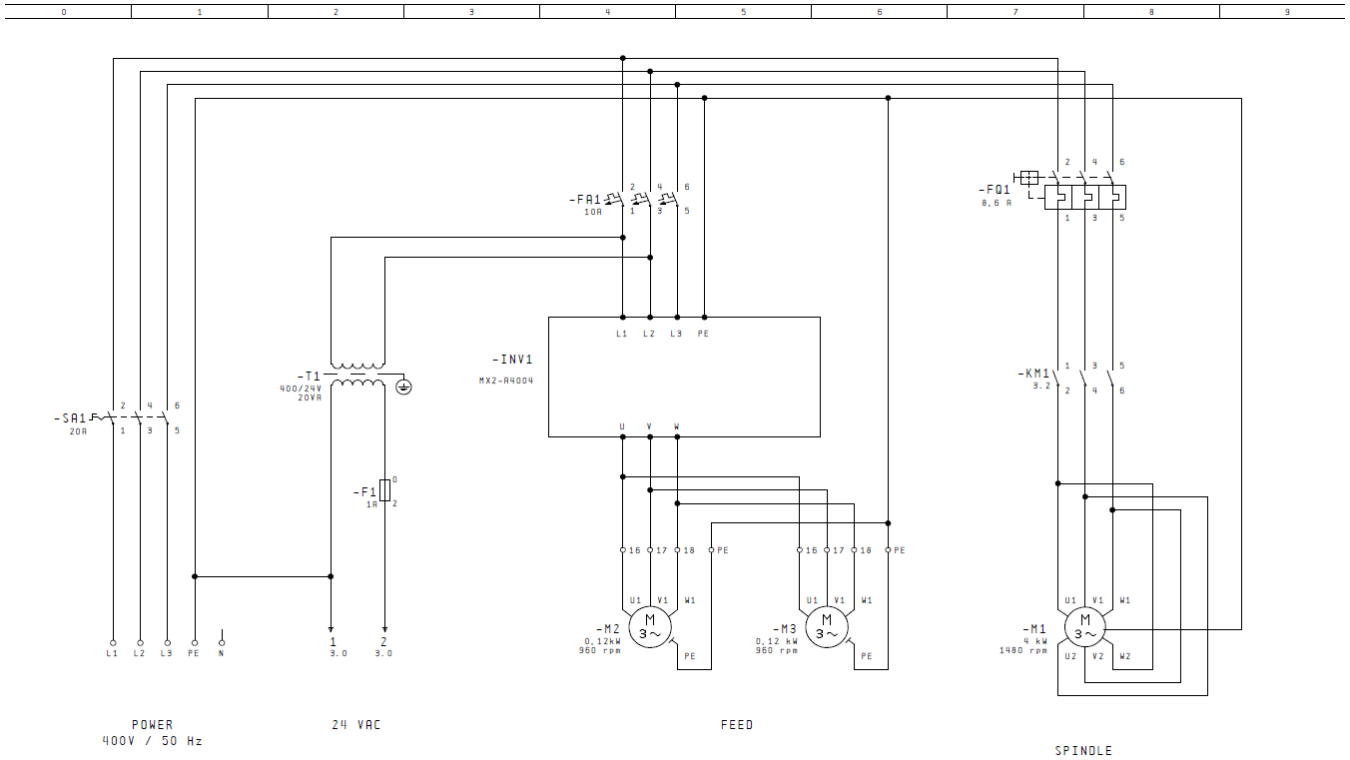 0 1 2 3 4 5 6 7 8 9
2 4 6
-FA1
10A
1 3 5
2 4 6
-FQ1
8,6 A
1 3 5
L1 L2 L3 PE
-INV1
MX2-A4004
U V W
-T1
400/24V
20VA
2 4 6
-SA1
20A
1 3 5
-F1
1A
0
2
1 3 5
-KM1
3.2
2 4 6
16 17 18 PE
16 17 18 PE
U1 V1 W1
M
3~
-M2
0,12kW
960 rpm
PE
U1 V1 W1
M
3~
-M3
0,12 kW
960 rpm
PE
U1 V1 W1
M
3~
-M1
4 kW
1480 rpm
U2 V2 W2
L1 L2 L3 PE N
1
3.0
2
3.0
POWER
400V / 50 Hz
24 VAC
FEED
SPINDLE